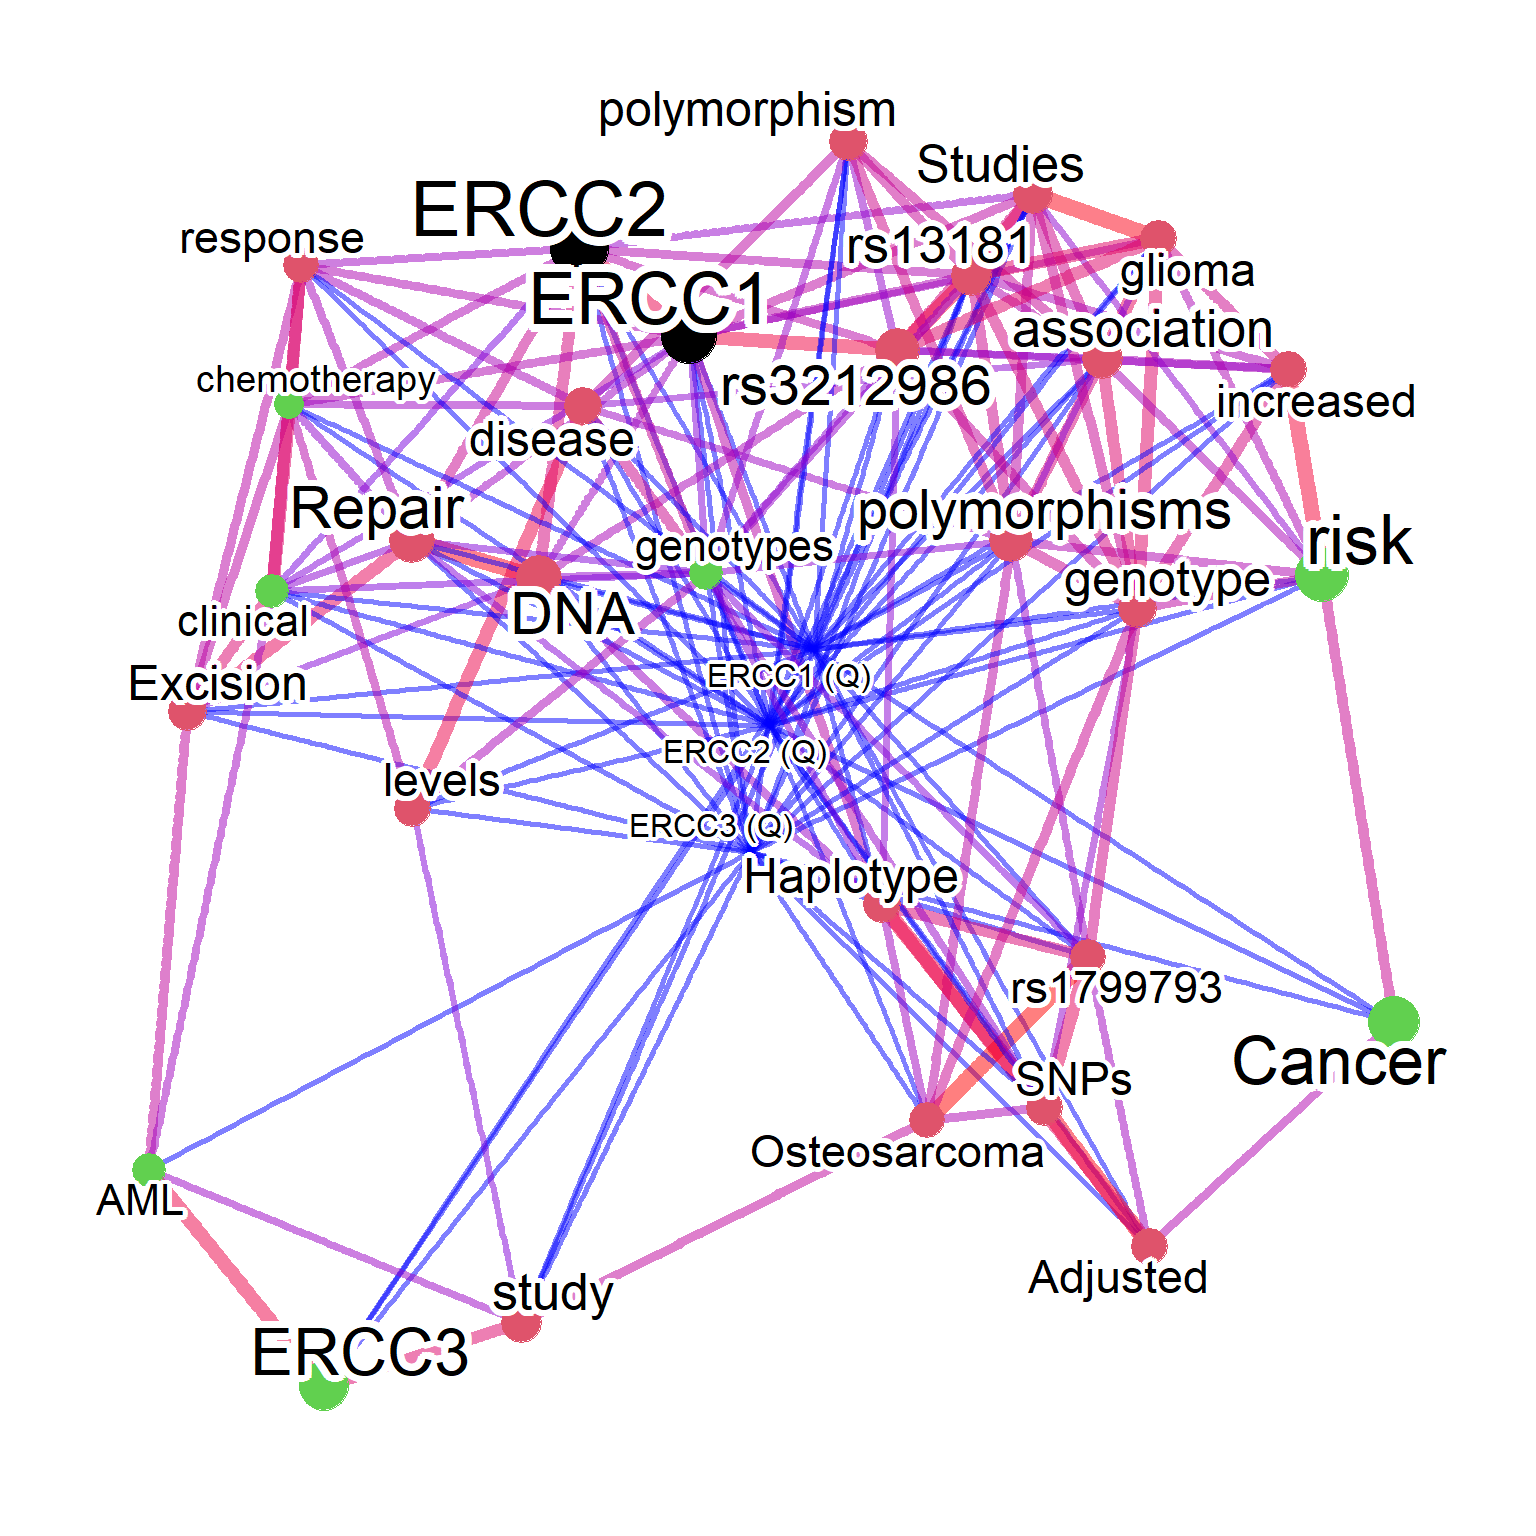 polymorphism
Studies
ERCC2
response
rs13181
glioma
ERCC1
association
chemotherapy
rs3212986
increased
disease
Repair
polymorphisms
risk
genotypes
genotype
DNA
clinical
Excision
ERCC1 (Q)
ERCC2 (Q)
levels
ERCC3 (Q)
Haplotype
rs1799793
Cancer
SNPs
Osteosarcoma
AML
Adjusted
study
ERCC3